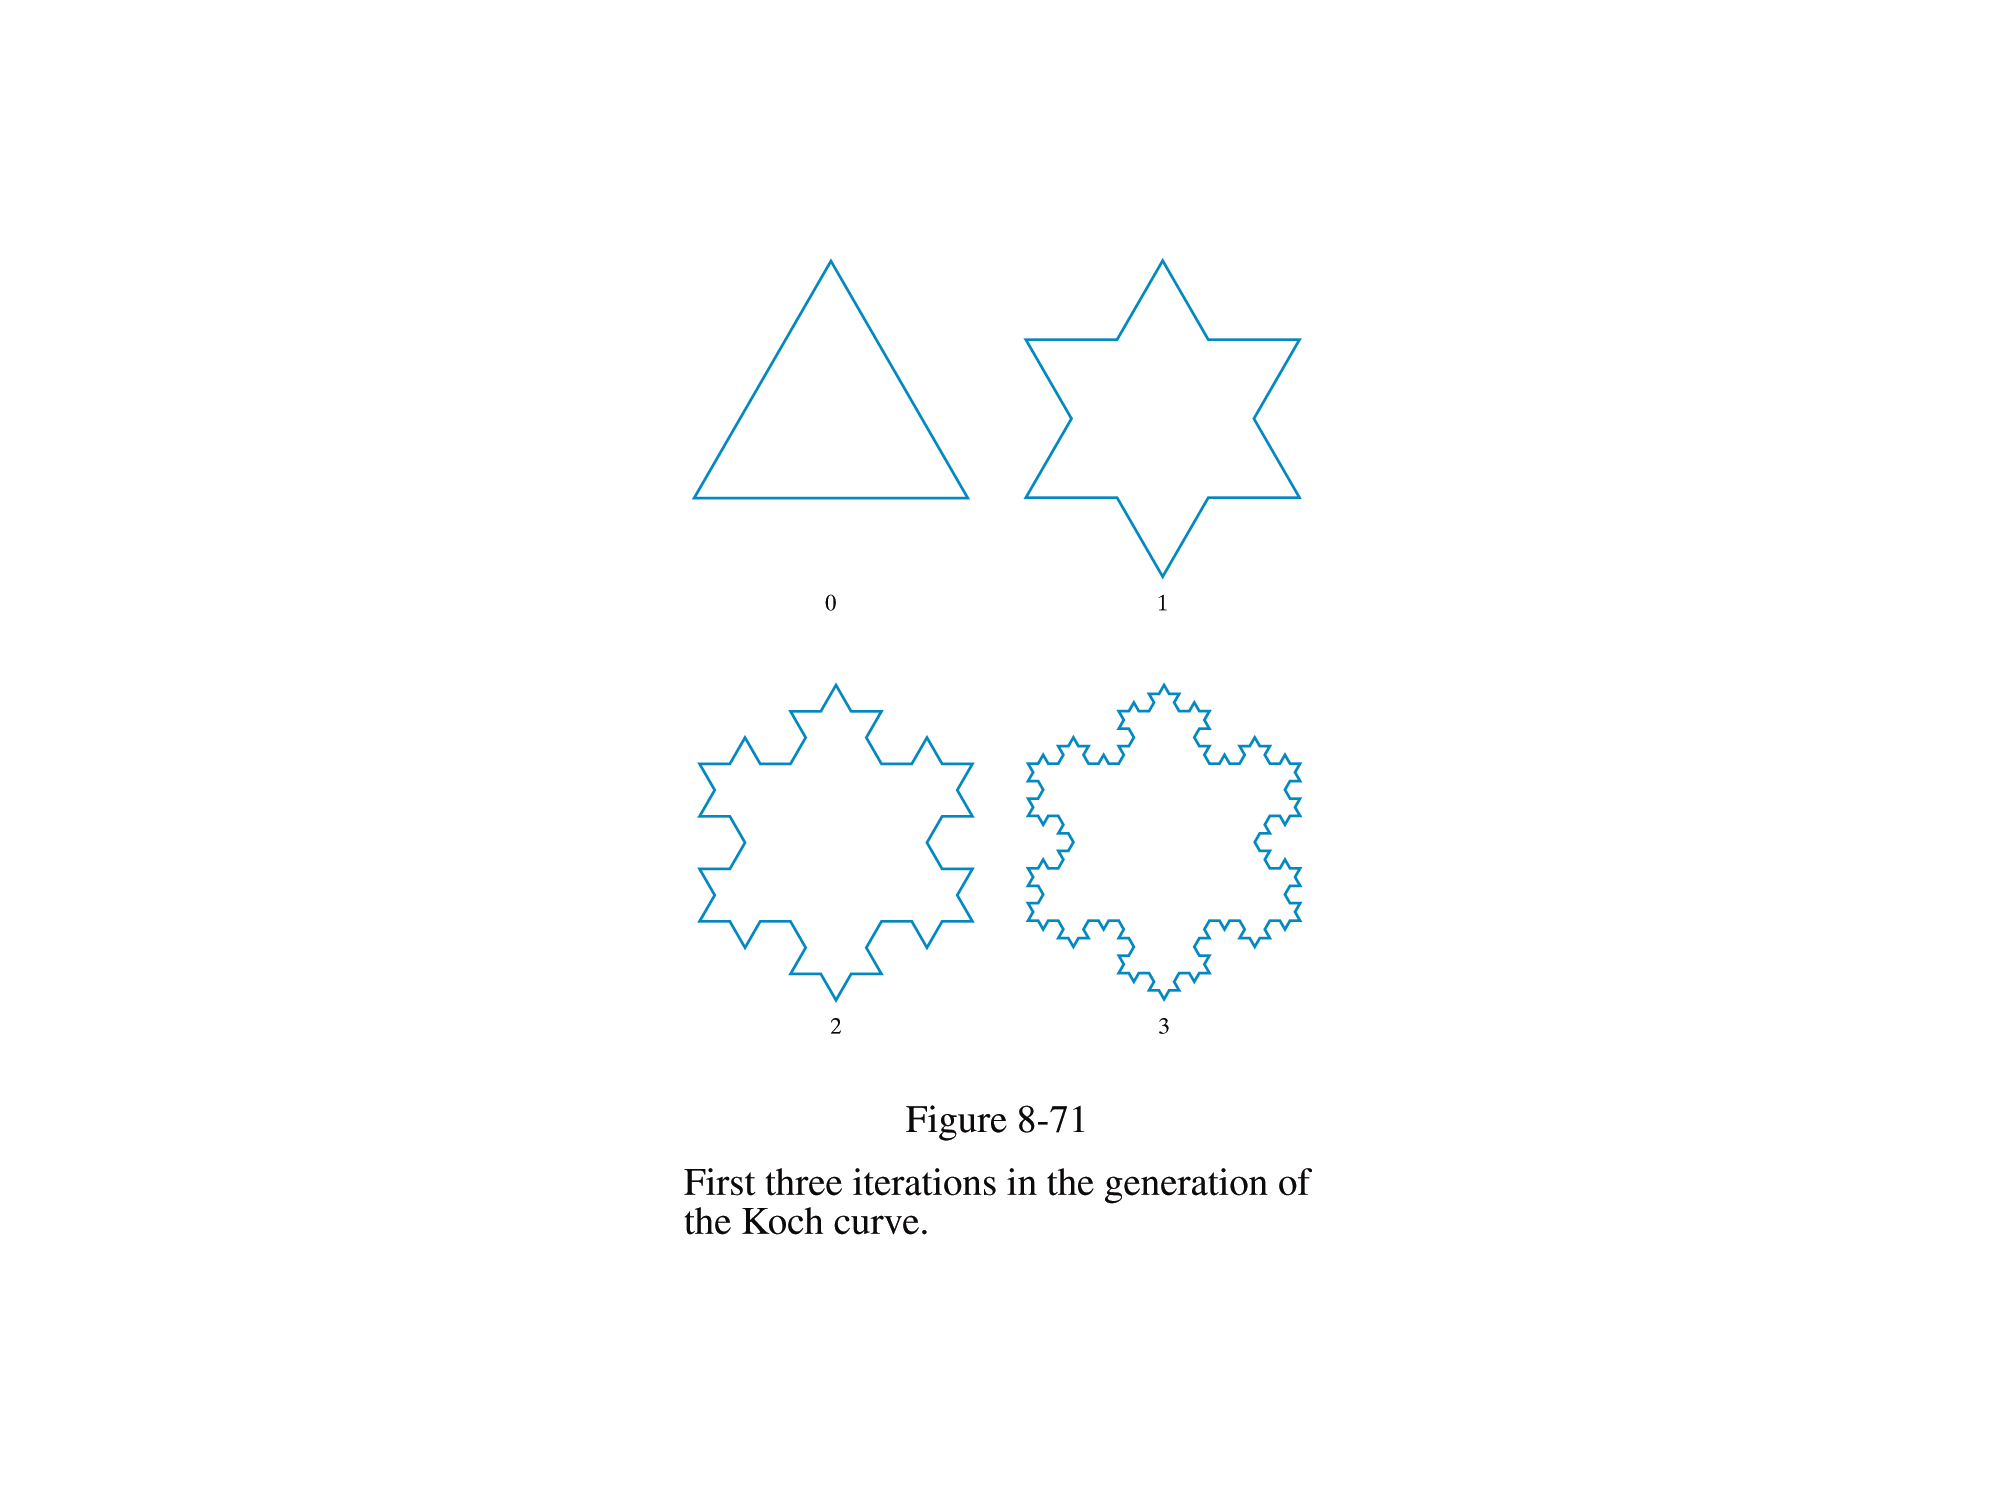 0
1
2
3
Figure 8-71
First three iterations in the generation of
the Koch curve.